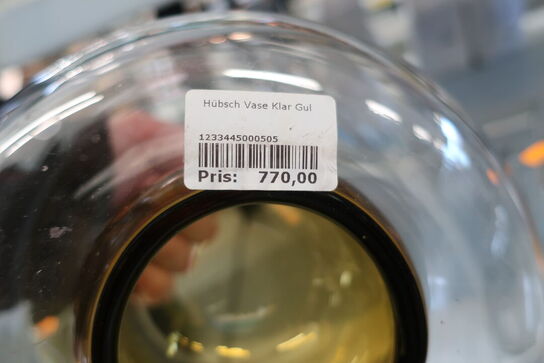 Hübsch Vase Klar Gul
1233445000505
Pris: 770,00